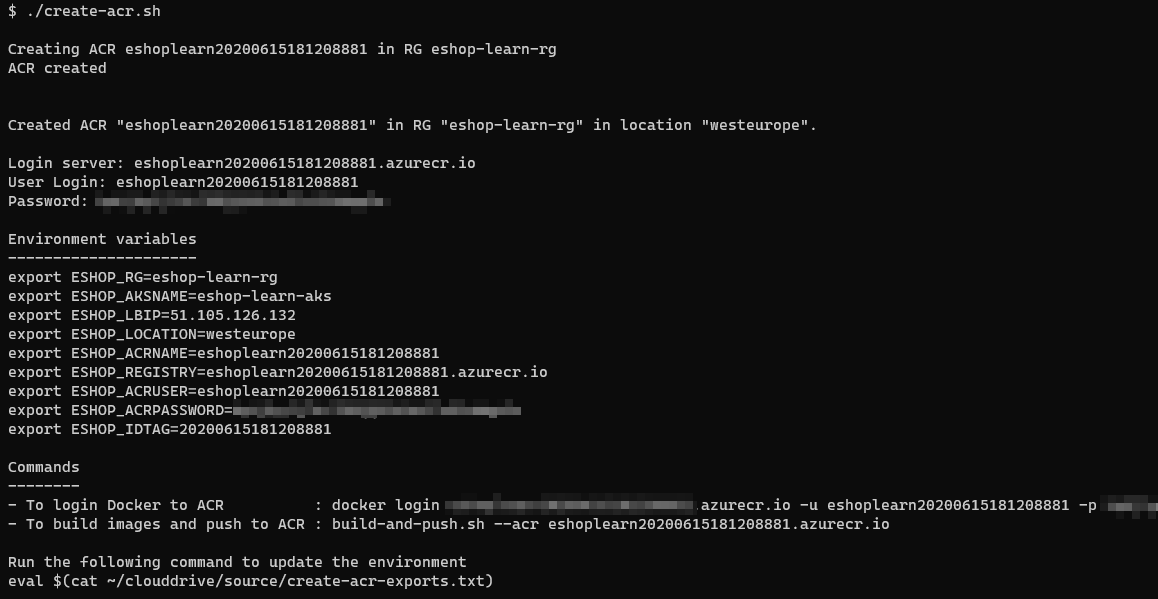 $ ./create-acr.sh
Creating ACR eshoplearn20200615181208881 in RG eshop-learn-rg
ACR created
Created ACR "eshoplearn20200615181208881" in RG "eshop-learn-rg" in location "westeurope".
Login server: eshoplearn20200615181208881.azurecr.io
User Login: eshoplearn20200615181208881
Password:
Environment variables
---------------------
export ESHOP_RG=eshop-learn-rg
export ESHOP_AKSNAME=eshop-learn-aks
export ESHOP_LBIP=51.105.126.132
export ESHOP_LOCATION=westeurope
export ESHOP_ACRNAME=eshoplearn20200615181208881
export ESHOP_REGISTRY=eshoplearn20200615181208881.azurecr.io
export ESHOP_ACRUSER=eshoplearn20200615181208881
export ESHOP_ACRPASSWORD=
export ESHOP_IDTAG=20200615181208881
Commands
--------
- To login Docker to ACR : docker login .azurecr.io -u eshoplearn20200615181208881 -p
- To build images and push to ACR : build-and-push.sh --acr eshoplearn20200615181208881.azurecr.io
Run the following command to update the environment
eval $(cat ~/clouddrive/source/create-acr-exports.txt)